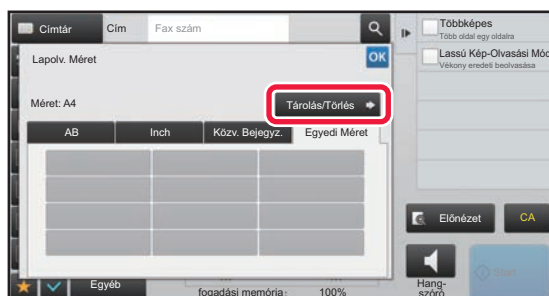 Címtár
Cím
Fax szám
Többképes
Több oldal egy oldalra
Lapolv. Méret
OK
Lassú Kép-Olvasási Mód
Vékony eredeti beolvasása
Méret: A4
Tárolás/Törlés
AB
Inch
Közv. Bejegyz.
Egyedi Méret
Előnézet
CA
Egyéb
fogadási memória:
100%
Hang-
szóró
Start